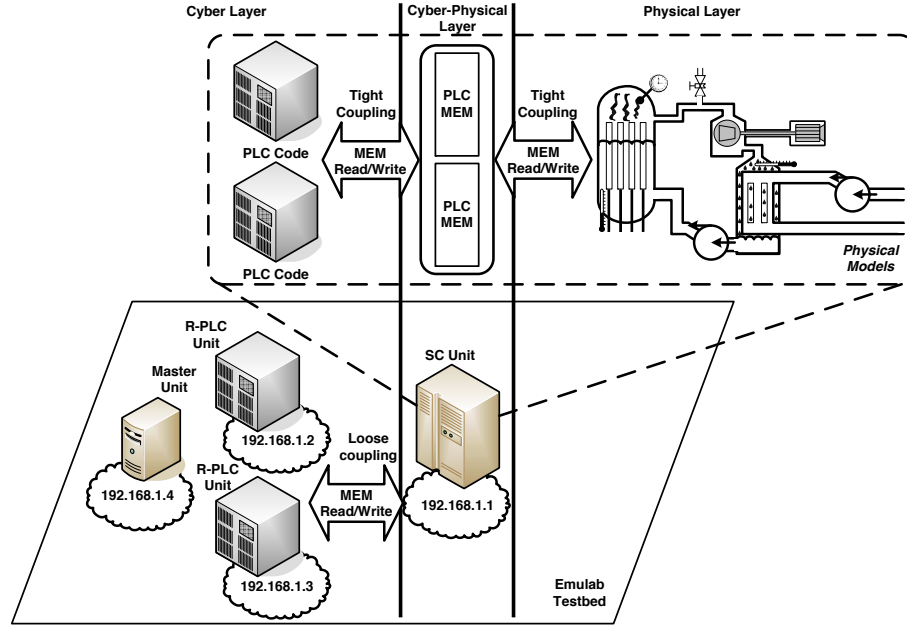 Cyber Layer
Cyber-Physical
Layer
Physical Layer
PLC Code
Tight
Coupling
MEM
Read/Write
PLC
MEM
Tight
Coupling
MEM
Read/Write
PLC
MEM
PLC Code
Physical
Models
R-PLC
Unit
SC Unit
Master
Unit
192.168.1.2
Loose
coupling
R-PLC
Unit
192.168.1.4
MEM
Read/Write
192.168.1.1
192.168.1.3
Emulab
Testbed